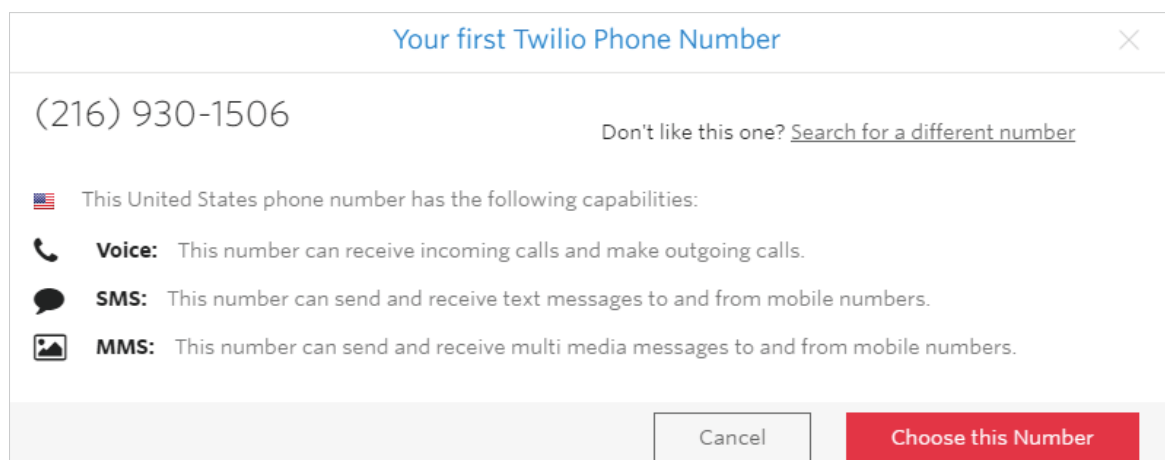 Your first Twilio Phone Number
(216) 930-1506
Don't like this one? Search for a different number
This United States phone number has the following capabilities:
Voice: This number can receive incoming calls and make outgoing calls.
SMS: This number can send and receive text messages to and from mobile numbers.
MMS: This number can send and receive multi media messages to and from mobile numbers.
Cancel
Choose this Number